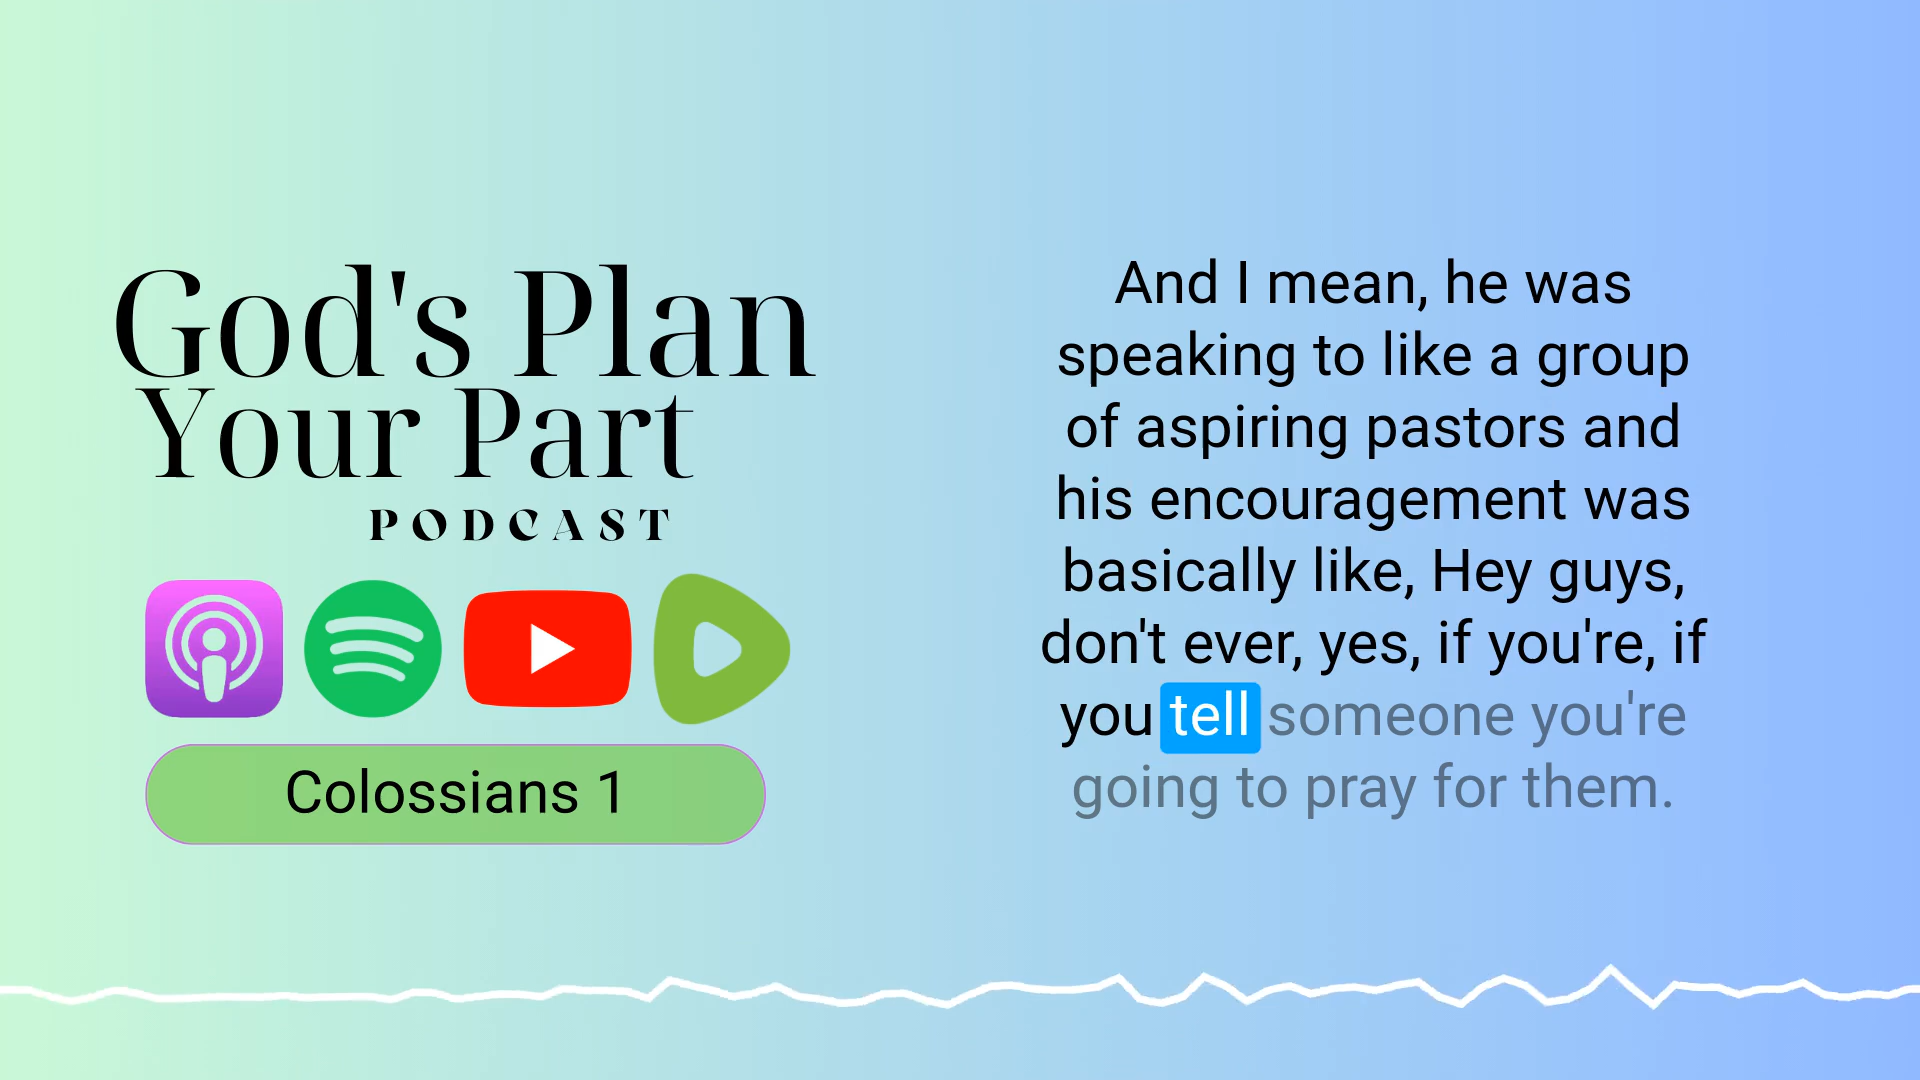 God's Plan
Your Part
PODCAST
Colossians 1
And I mean, he was
speaking to like a group
of aspiring pastors and
his encouragement was
basically like, Hey guys,
don't ever, yes, if you're, if
you tell someone you're
going to pray for them.